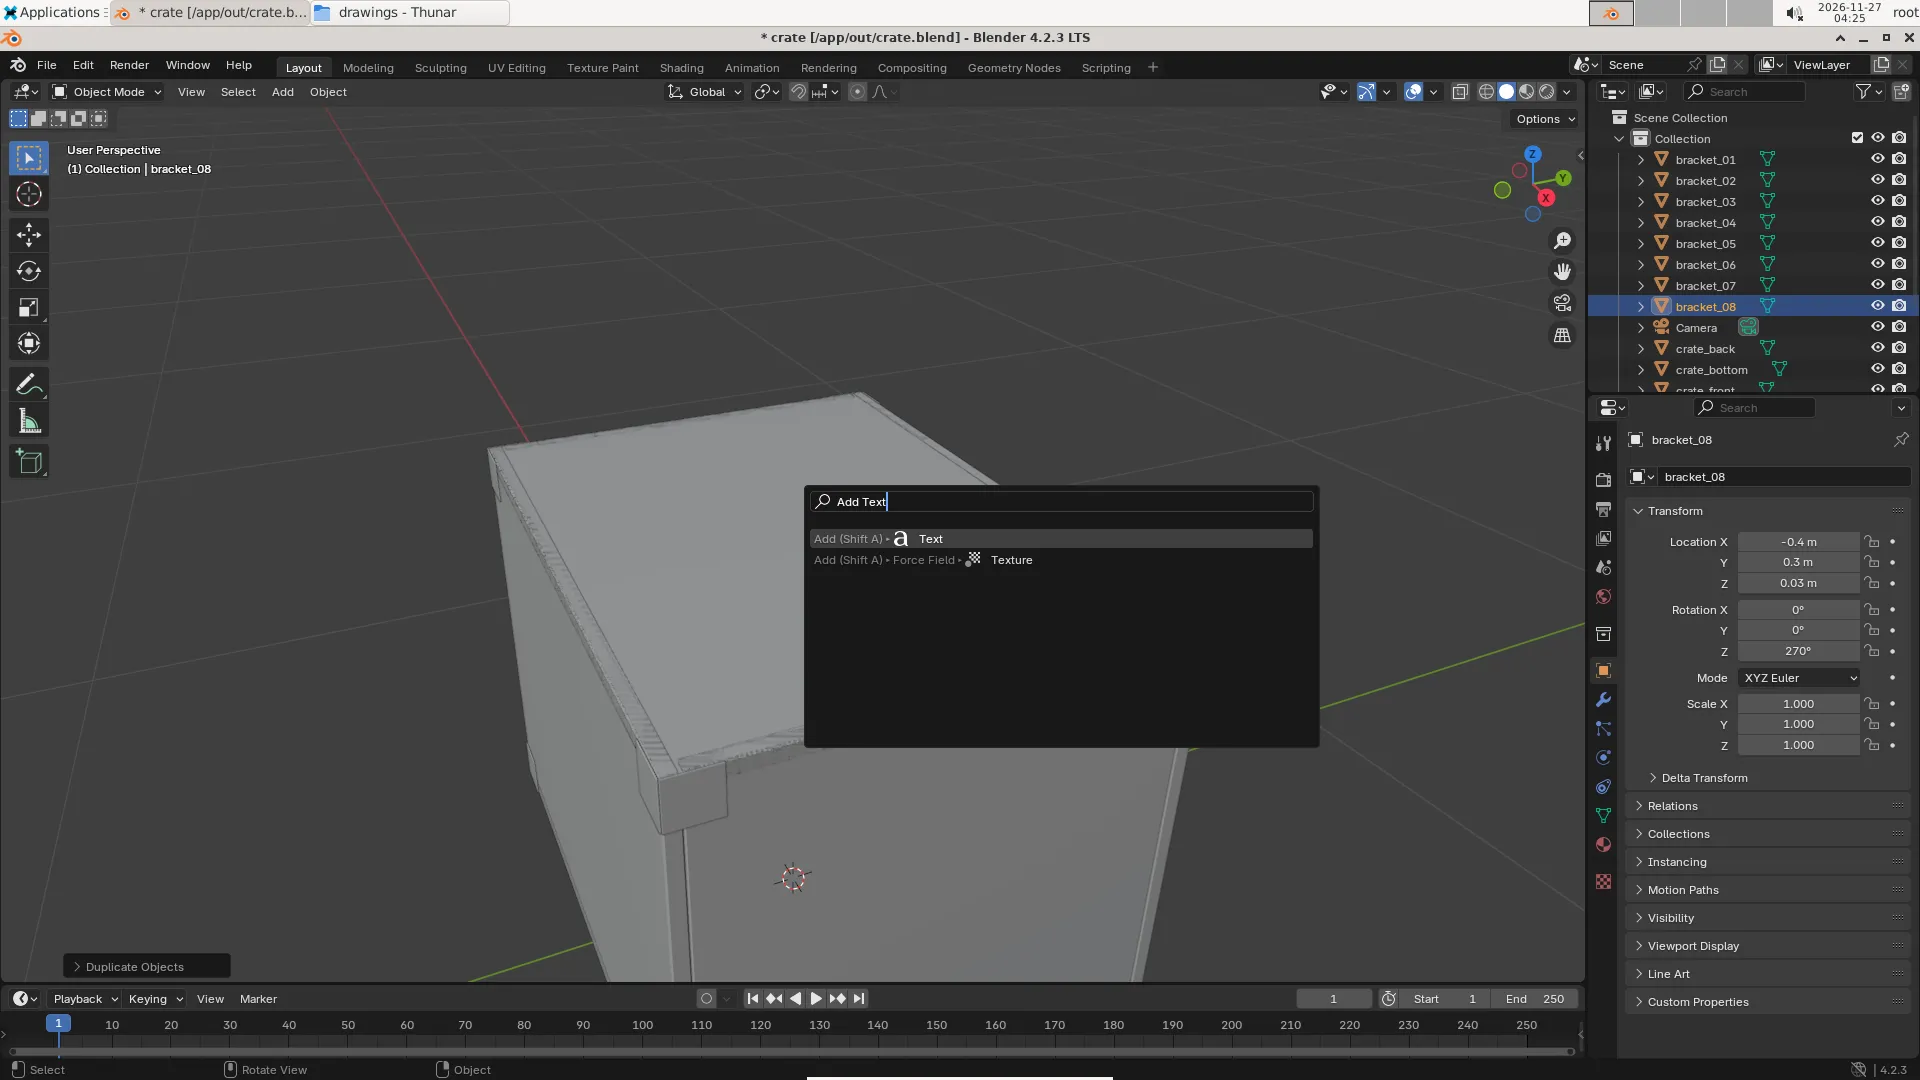 Applications
* crate [/app/out/crate.b...
drawings - Thunar
2026-11-27
04:25
root
* crate [/app/out/crate.blend] - Blender 4.2.3 LTS
File Edit Render Window Help
Layout Modeling Sculpting UV Editing Texture Paint Shading Animation Rendering Compositing Geometry Nodes Scripting
Scene
ViewLayer
Object Mode View Select Add Object
Global
Search
Options
User Perspective
(1) Collection | bracket_08
Z
Y
X
Scene Collection
Collection
bracket_01
bracket_02
bracket_03
bracket_04
bracket_05
bracket_06
bracket_07
bracket_08
Camera
crate_back
crate_bottom
crate_front
Add Text
Add (Shift A) Text
Add (Shift A) Force Field Texture
Search
bracket_08
bracket_08
Transform
Location X -0.4 m
Y 0.3 m
Z 0.03 m
Rotation X 0°
Y 0°
Z 270°
Mode XYZ Euler
Scale X 1.000
Y 1.000
Z 1.000
Delta Transform
Relations
Collections
Instancing
Motion Paths
Visibility
Viewport Display
Line Art
Custom Properties
Duplicate Objects
Playback Keying View Marker
1
Start 1
End 250
1 10 20 30 40 50 60 70 80 90 100 110 120 130 140 150 160 170 180 190 200 210 220 230 240 250
Select
Rotate View
Object
4.2.3